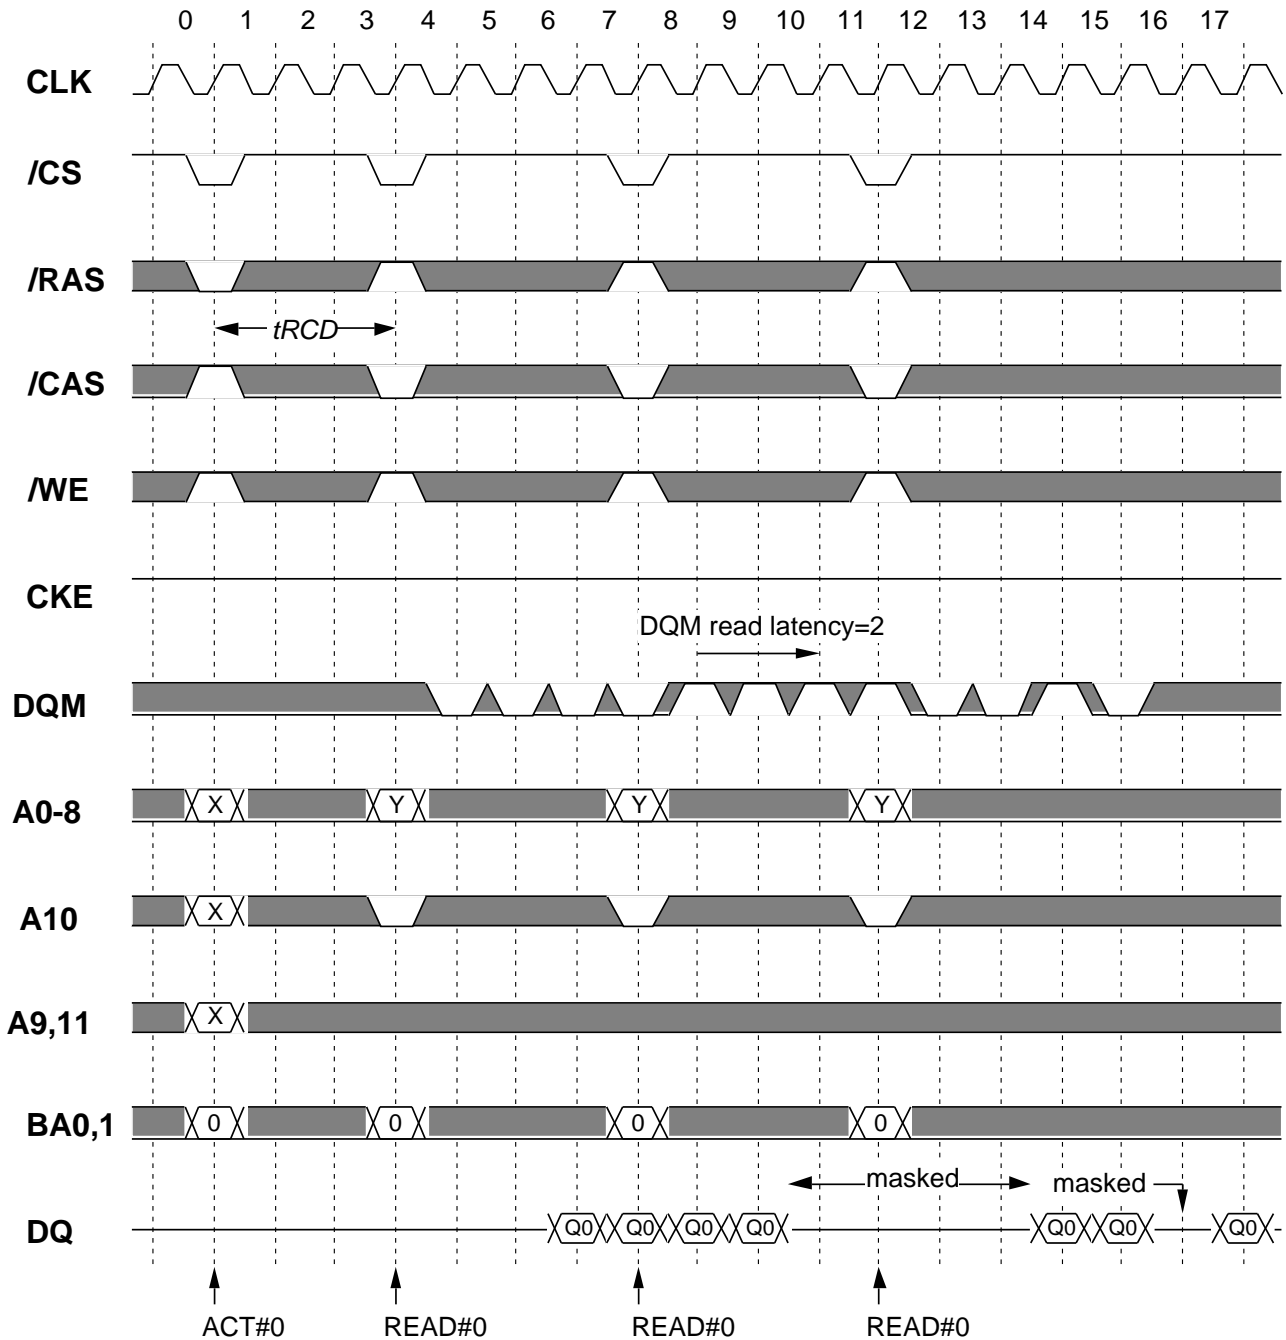 0 1 2 3 4 5 6 7 8 9 10 11 12 13 14 15 16 17
CLK
/CS
/RAS
tRCD
/CAS
/WE
CKE
DQM read latency=2
DQM
A0-8 X Y Y Y
A10 X
A9,11 X
BA0,1 0 0 0 0
masked masked
DQ Q0 Q0 Q0 Q0 Q0 Q0 Q0
ACT#0 READ#0 READ#0 READ#0